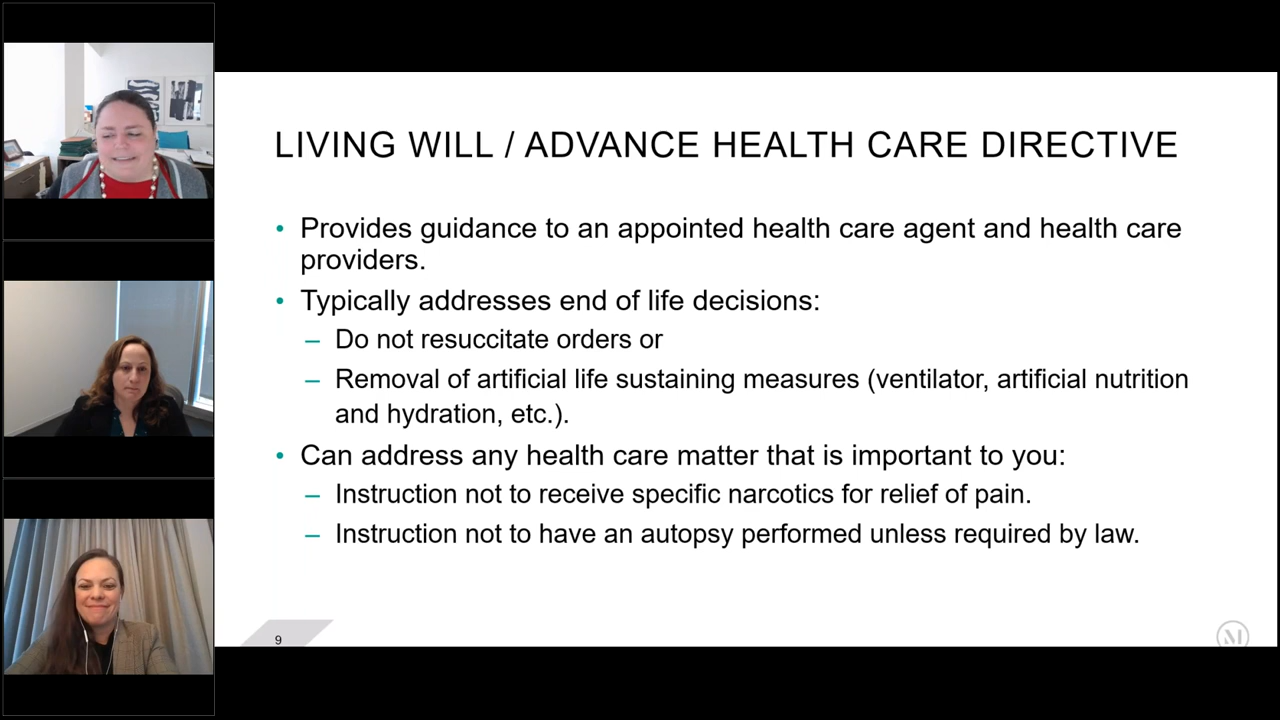 LIVING WILL / ADVANCE HEALTH CARE DIRECTIVE
• Provides guidance to an appointed health care agent and health care
providers.
• Typically addresses end of life decisions:
– Do not resuccitate orders or
– Removal of artificial life sustaining measures (ventilator, artificial nutrition
and hydration, etc.).
• Can address any health care matter that is important to you:
– Instruction not to receive specific narcotics for relief of pain.
– Instruction not to have an autopsy performed unless required by law.
9
M